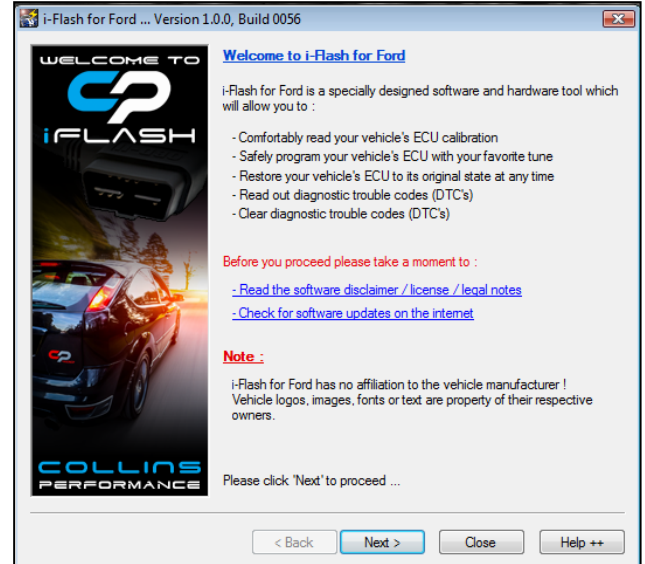 i-Flash for Ford ... Version 1.0.0, Build 0056
WELCOME TO
CP
iFLASH
COLLINS
PERFORMANCE
Welcome to i-Flash for Ford
i-Flash for Ford is a specially designed software and hardware tool which
will allow you to :
- Comfortably read your vehicle's ECU calibration
- Safely program your vehicle's ECU with your favorite tune
- Restore your vehicle's ECU to its original state at any time
- Read out diagnostic trouble codes (DTC's)
- Clear diagnostic trouble codes (DTC's)
Before you proceed please take a moment to :
- Read the software disclaimer / license / legal notes
- Check for software updates on the internet
Note :
i-Flash for Ford has no affiliation to the vehicle manufacturer !
Vehicle logos, images, fonts or text are property of their respective
owners.
Please click 'Next' to proceed ...
< Back
Next >
Close
Help ++